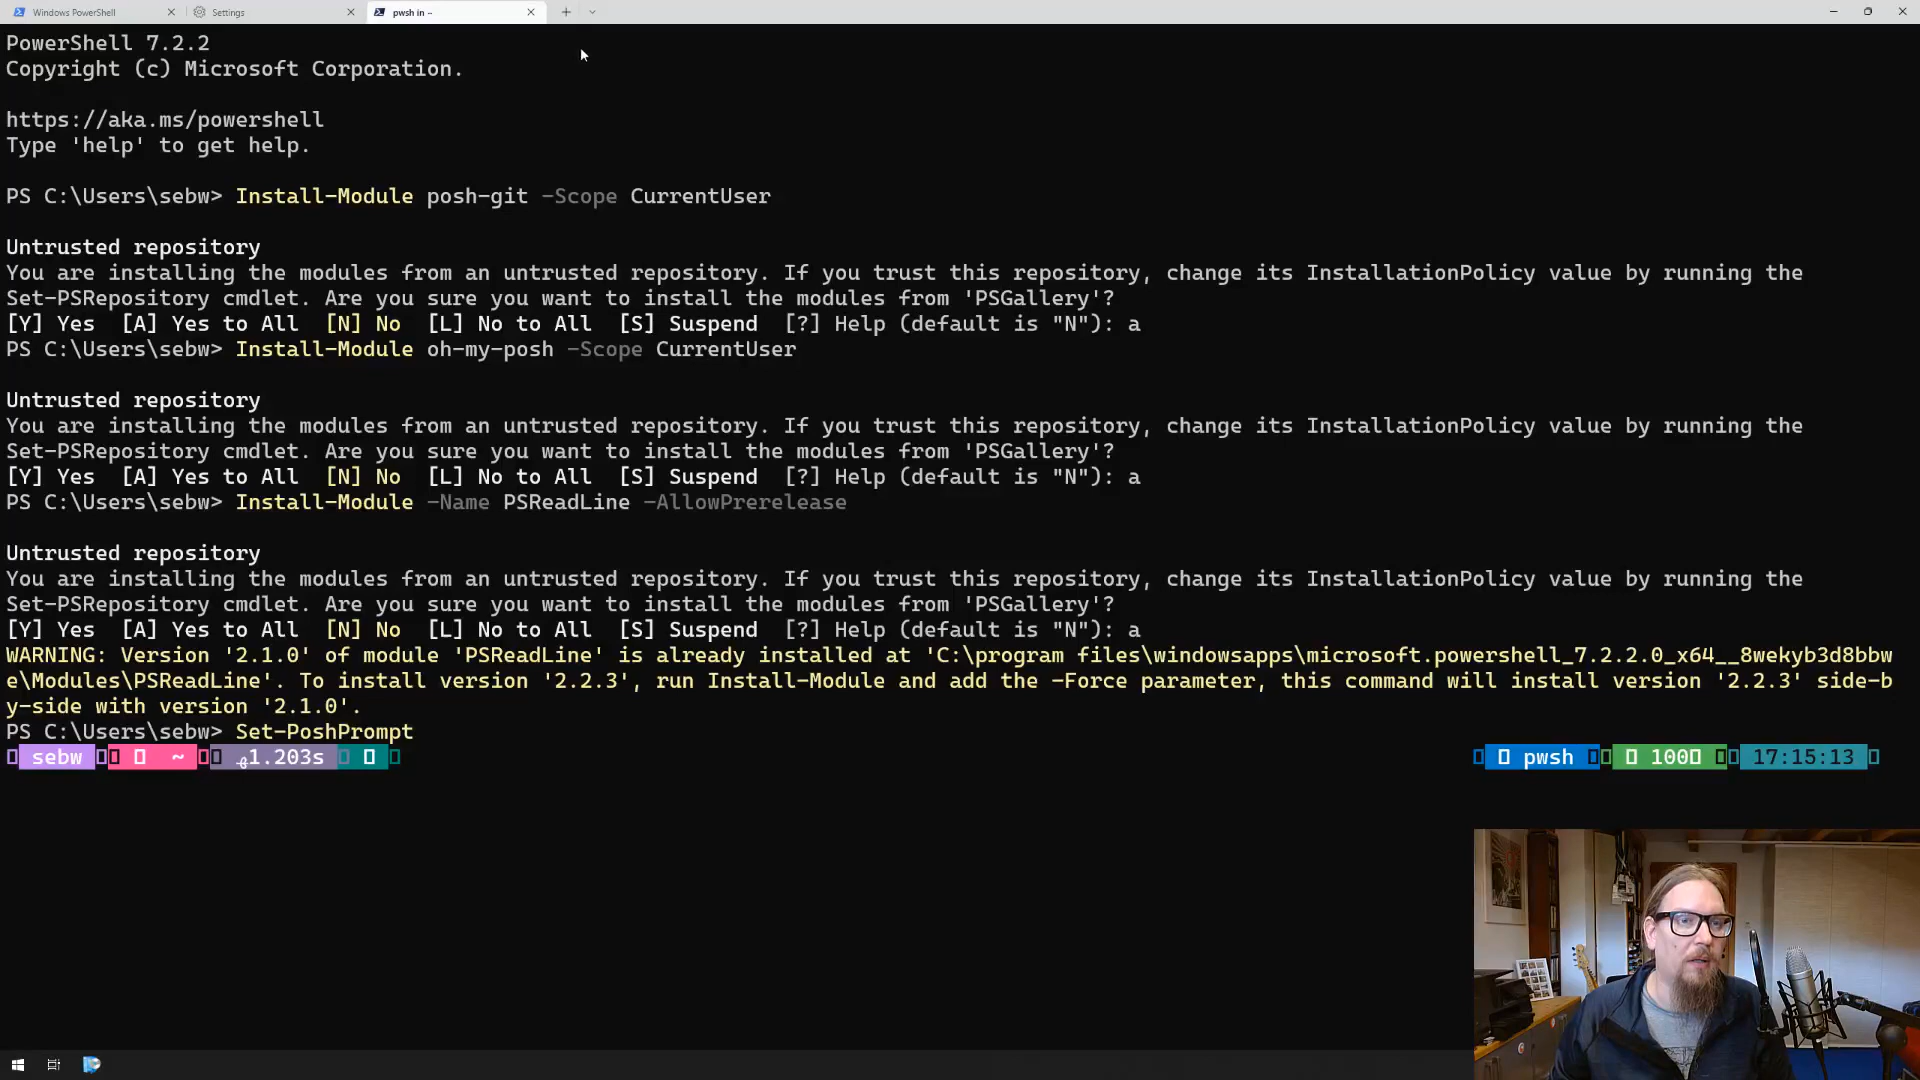 Windows PowerShell
Settings
pwsh in ~
PowerShell 7.2.2
Copyright (c) Microsoft Corporation.
https://aka.ms/powershell
Type 'help' to get help.
PS C:\Users\sebw> Install-Module posh-git -Scope CurrentUser
Untrusted repository
You are installing the modules from an untrusted repository. If you trust this repository, change its InstallationPolicy value by running the
Set-PSRepository cmdlet. Are you sure you want to install the modules from 'PSGallery'?
[Y] Yes  [A] Yes to All  [N] No  [L] No to All  [S] Suspend  [?] Help (default is "N"): a
PS C:\Users\sebw> Install-Module oh-my-posh -Scope CurrentUser
Untrusted repository
You are installing the modules from an untrusted repository. If you trust this repository, change its InstallationPolicy value by running the
Set-PSRepository cmdlet. Are you sure you want to install the modules from 'PSGallery'?
[Y] Yes  [A] Yes to All  [N] No  [L] No to All  [S] Suspend  [?] Help (default is "N"): a
PS C:\Users\sebw> Install-Module -Name PSReadLine -AllowPrerelease
Untrusted repository
You are installing the modules from an untrusted repository. If you trust this repository, change its InstallationPolicy value by running the
Set-PSRepository cmdlet. Are you sure you want to install the modules from 'PSGallery'?
[Y] Yes  [A] Yes to All  [N] No  [L] No to All  [S] Suspend  [?] Help (default is "N"): a
WARNING: Version '2.1.0' of module 'PSReadLine' is already installed at 'C:\program files\windowsapps\microsoft.powershell_7.2.2.0_x64__8wekyb3d8bbw
e\Modules\PSReadLine'. To install version '2.2.3', run Install-Module and add the -Force parameter, this command will install version '2.2.3' side-b
y-side with version '2.1.0'.
PS C:\Users\sebw> Set-PoshPrompt
sebw ~ 1.203s pwsh 100 17:15:13